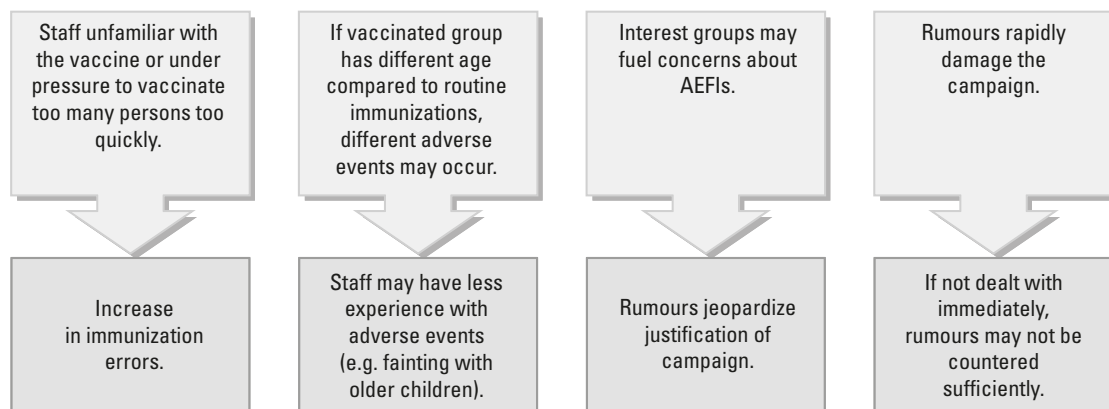 Staff unfamiliar with
the vaccine or under
pressure to vaccinate
too many persons too
quickly.
If vaccinated group
has different age
compared to routine
immunizations,
different adverse
events may occur.
Interest groups may
fuel concerns about
AEFIs.
Rumours rapidly
damage the
campaign.
Increase
in immunization
errors.
Staff may have less
experience with
adverse events
(e.g. fainting with
older children).
Rumours jeopardize
justification of
campaign.
If not dealt with
immediately,
rumours may not be
countered
sufficiently.